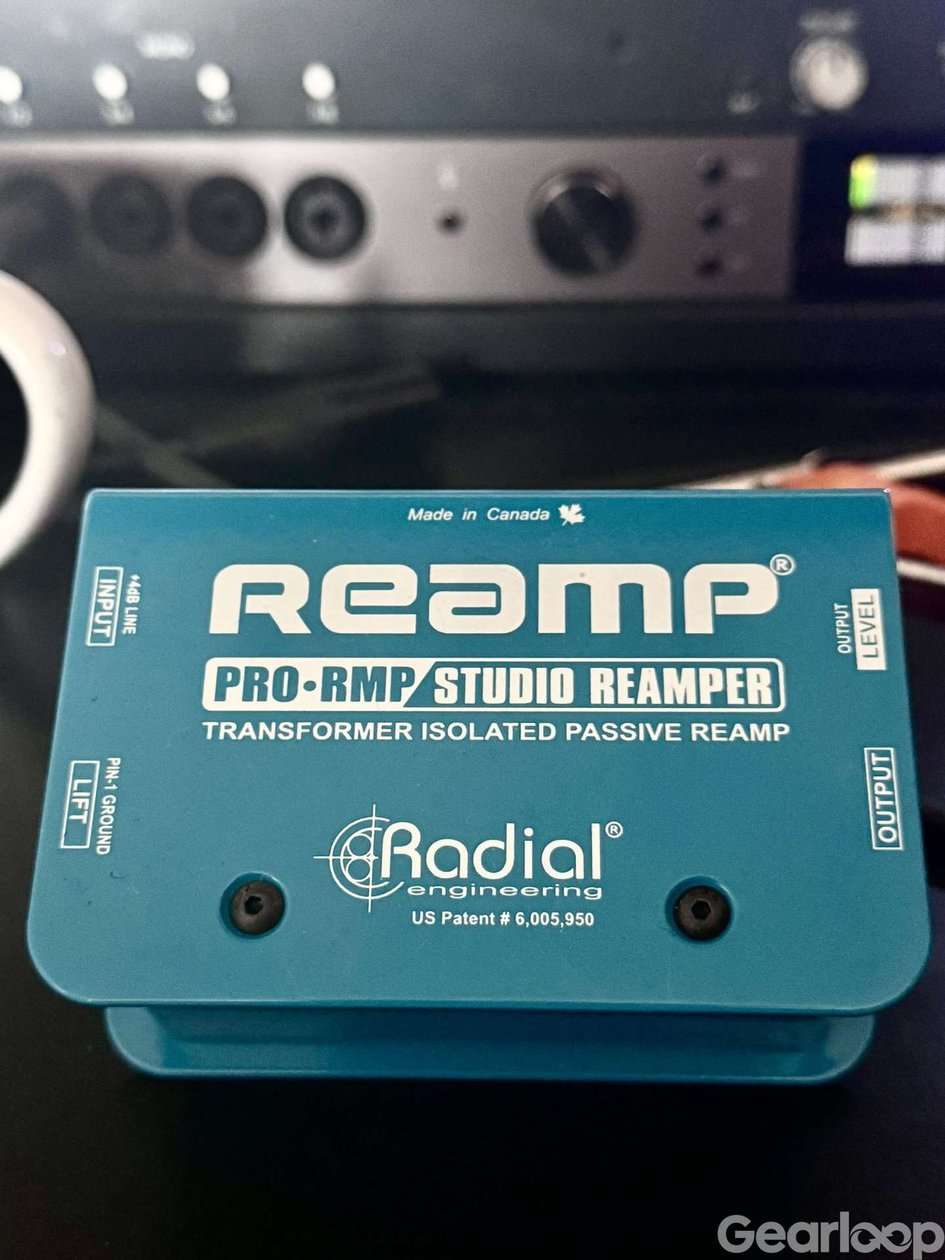 Made in Canada
REAMP®
+4dB LINE
INPUT
OUTPUT
LEVEL
PRO•RMP/STUDIO REAMPER
TRANSFORMER ISOLATED PASSIVE REAMP
PIN-1 GROUND
LIFT
OUTPUT
Radial®
engineering
US Patent # 6,005,950
Gearloop